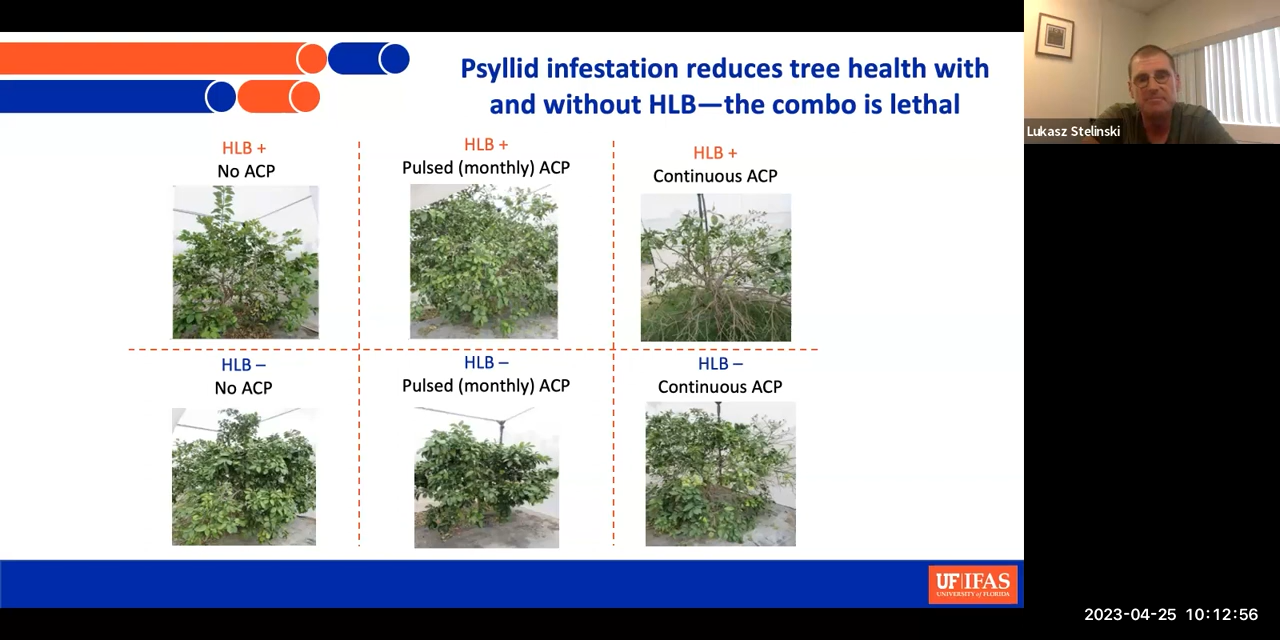 Psyllid infestation reduces tree health with
and without HLB—the combo is lethal
HLB +
No ACP
HLB +
Pulsed (monthly) ACP
HLB +
Continuous ACP
HLB –
No ACP
HLB –
Pulsed (monthly) ACP
HLB –
Continuous ACP
UF IFAS
UNIVERSITY of FLORIDA
Lukasz Stelinski
2023-04-25 10:12:56